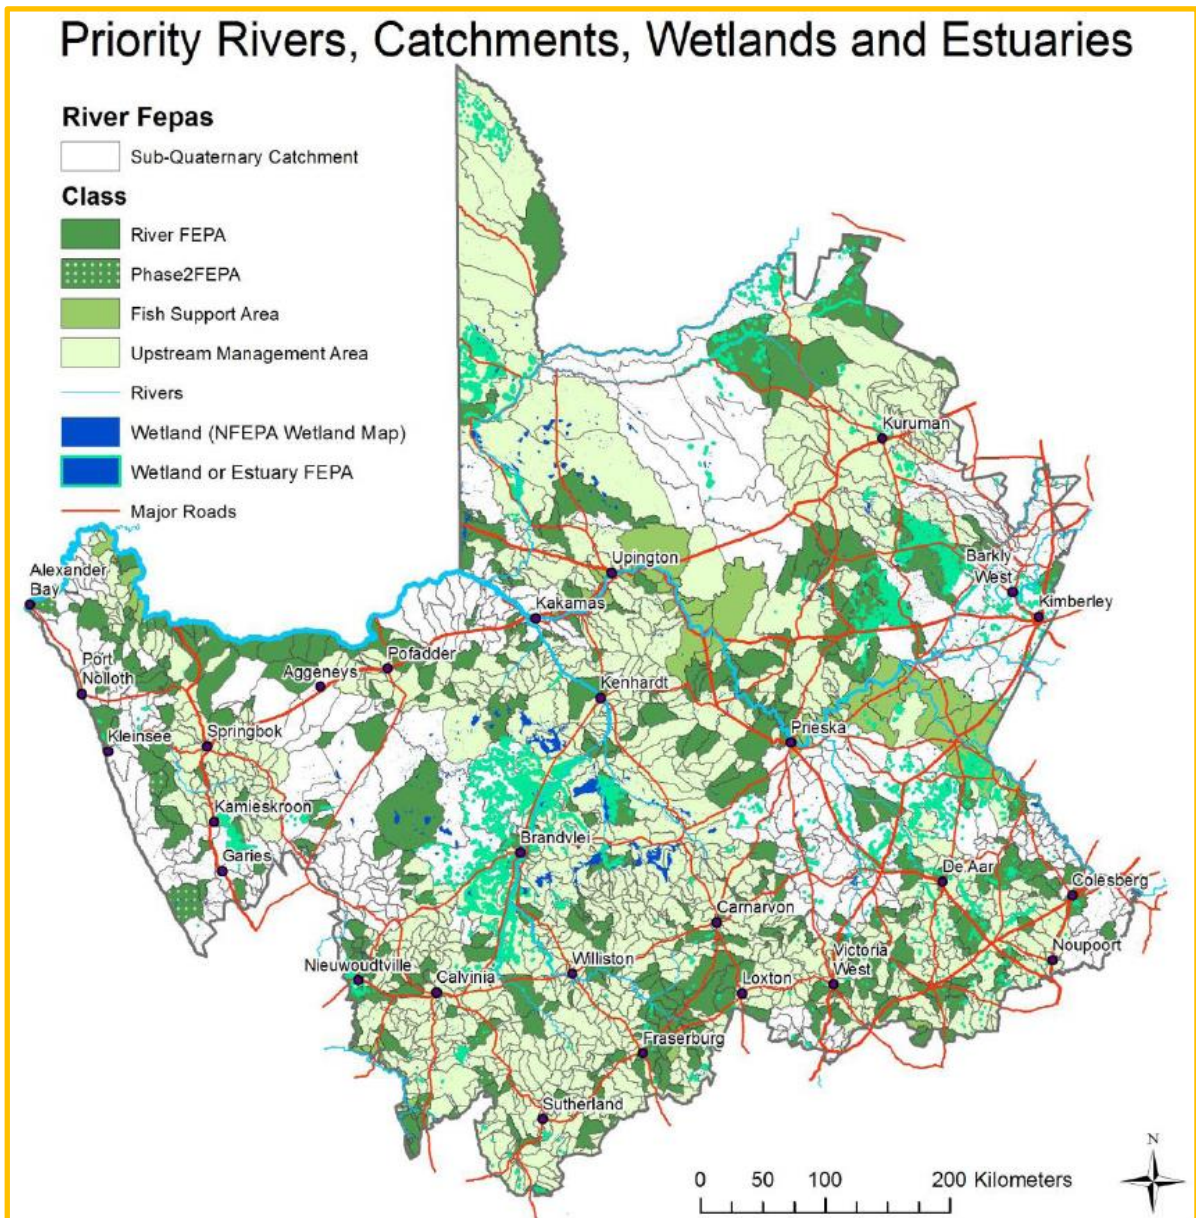 Priority Rivers, Catchments, Wetlands and Estuaries
River Fepas
Sub-Quaternary Catchment
Class
River FEPA
Phase2FEPA
Fish Support Area
Upstream Management Area
Rivers
Wetland (NFEPA Wetland Map)
Wetland or Estuary FEPA
Major Roads
Kuruman
Alexander
Bay
Upington
Barkly
West
Kakamas
Kimberley
Port
Nolloth
Aggeneys
Pofadder
Kenhardt
Kleinsee
Springbok
Prieska
Kamieskroon
Garies
Brandvlei
De Aar
Colesberg
Carnarvon
Victoria
West
Noupoort
Nieuwoudtville
Calvinia
Williston
Loxton
Fraserburg
Sutherland
N
0 50 100 200 Kilometers